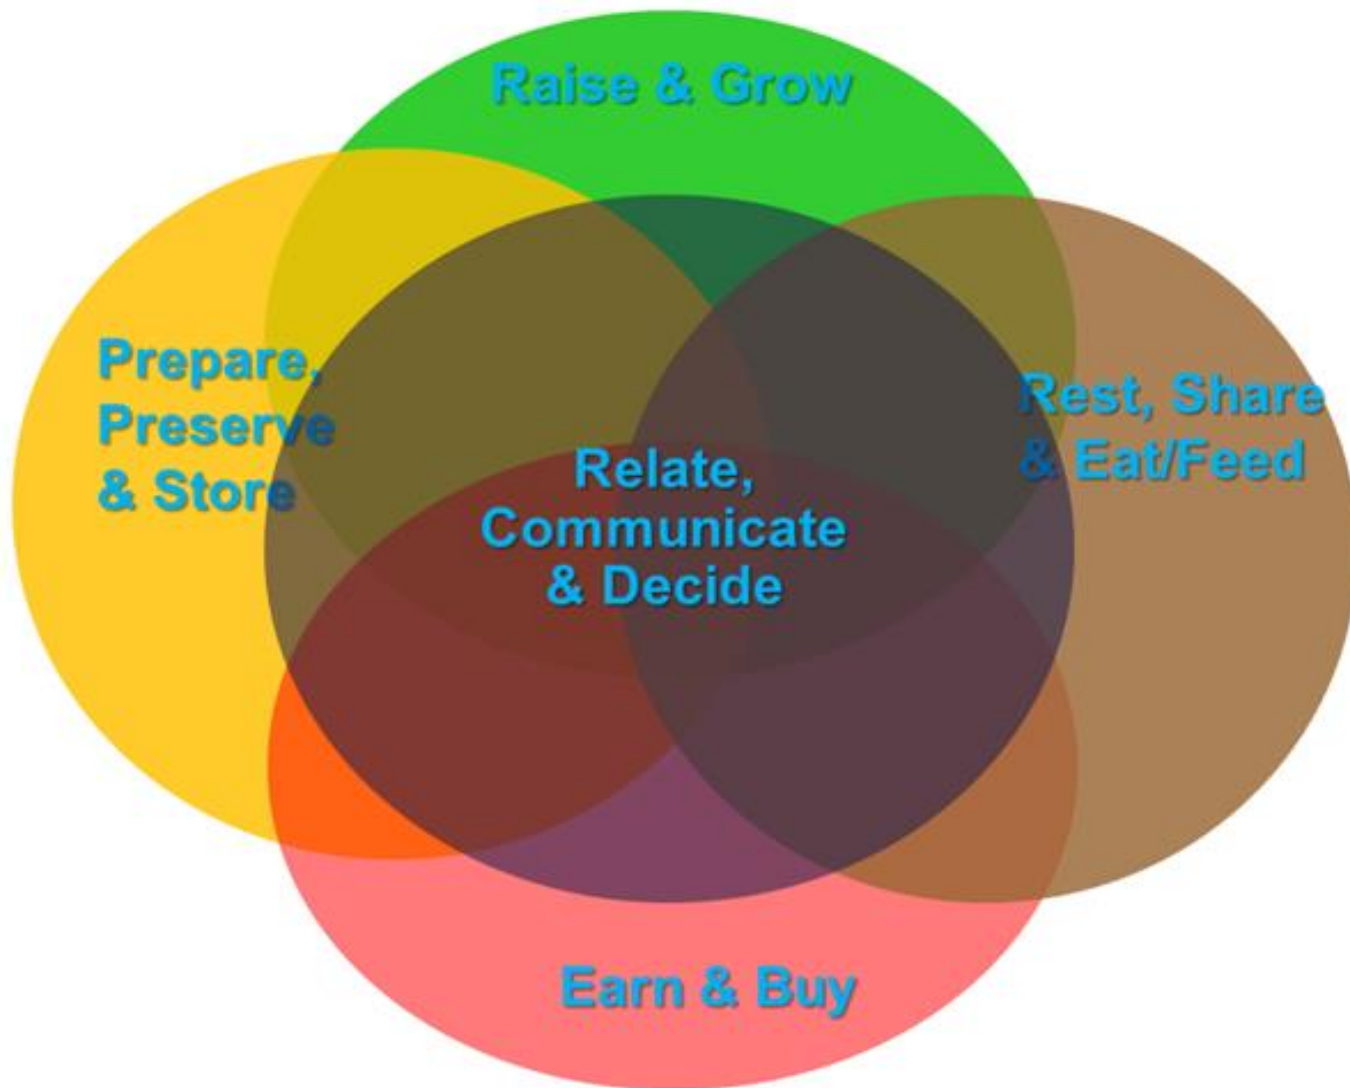 Raise & Grow
Prepare,
Preserve
& Store
Rest, Share
& Eat/Feed
Relate,
Communicate
& Decide
Earn & Buy